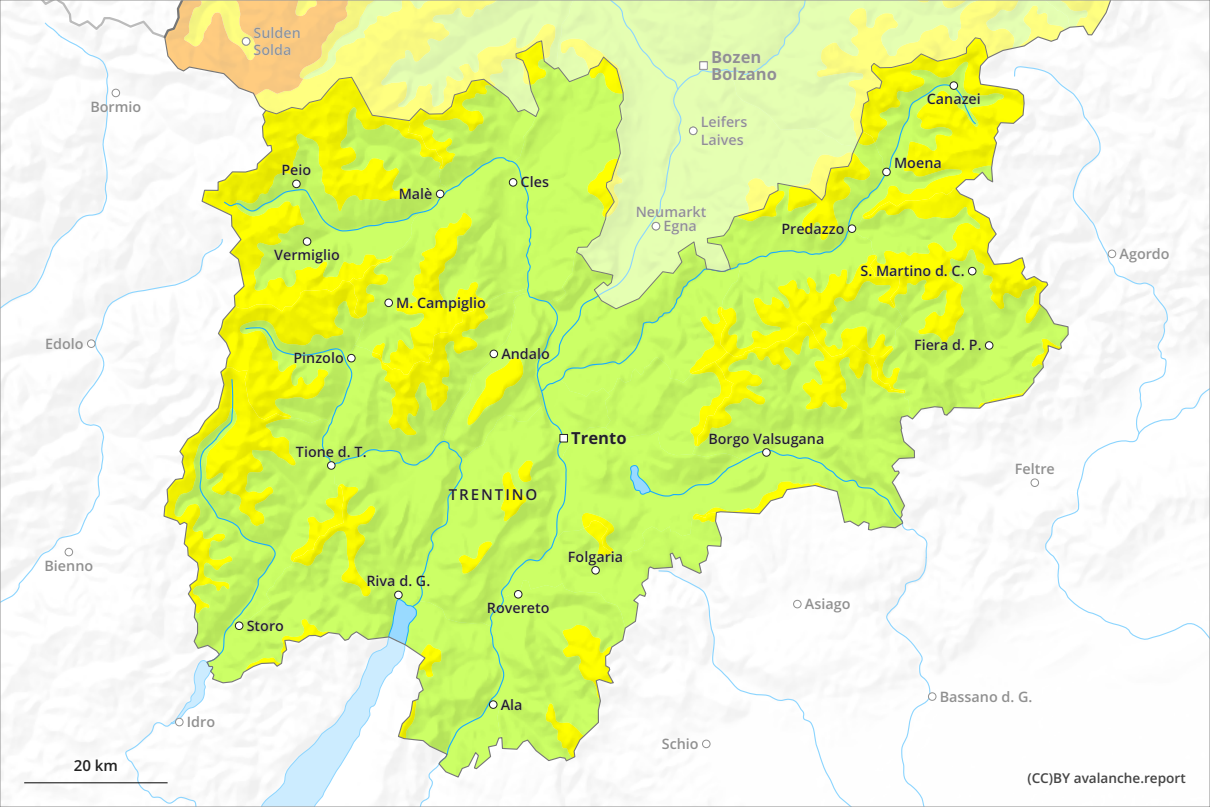 Sulden
Solda
Bozen
Bolzano
Bormio
Canazei
Leifers
Laives
Peio
Moena
Malè
Cles
Neumarkt
Egna
Predazzo
Vermiglio
Agordo
S. Martino d. C.
M. Campiglio
Edolo
Pinzolo
Andalo
Fiera d. P.
Trento
Borgo Valsugana
Tione d. T.
Feltre
TRENTINO
Bienno
Folgaria
Riva d. G.
Rovereto
Asiago
Storo
Bassano d. G.
Ala
Idro
Schio
20 km
(CC)BY avalanche.report